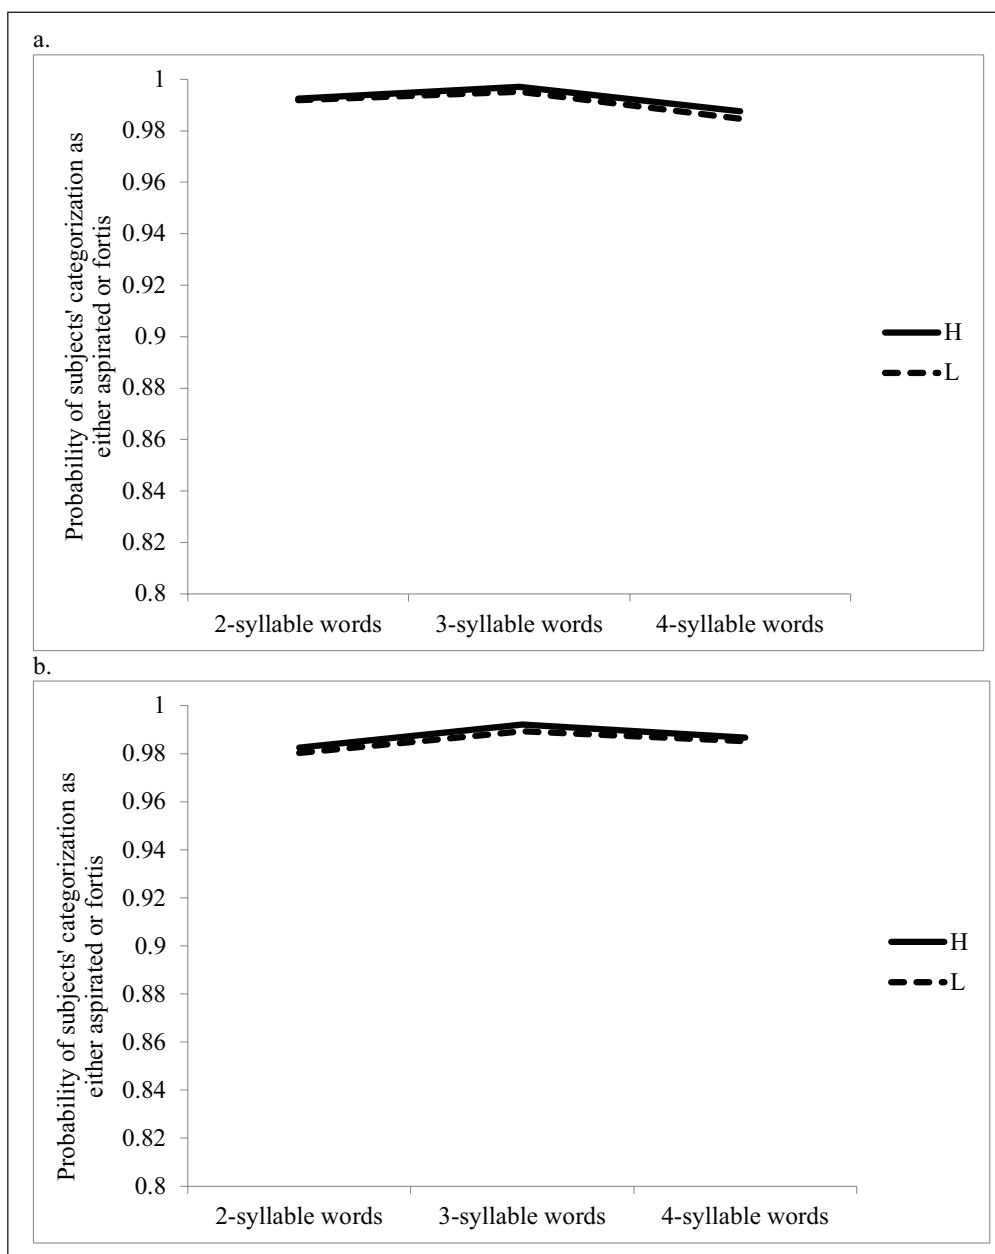 a.
Probability of subjects' categorization as
either aspirated or fortis
1
0.98
0.96
0.94
0.92
0.9
0.88
0.86
0.84
0.82
0.8
2-syllable words
3-syllable words
4-syllable words
H
L
b.
Probability of subjects' categorization as
either aspirated or fortis
1
0.98
0.96
0.94
0.92
0.9
0.88
0.86
0.84
0.82
0.8
2-syllable words
3-syllable words
4-syllable words
H
L